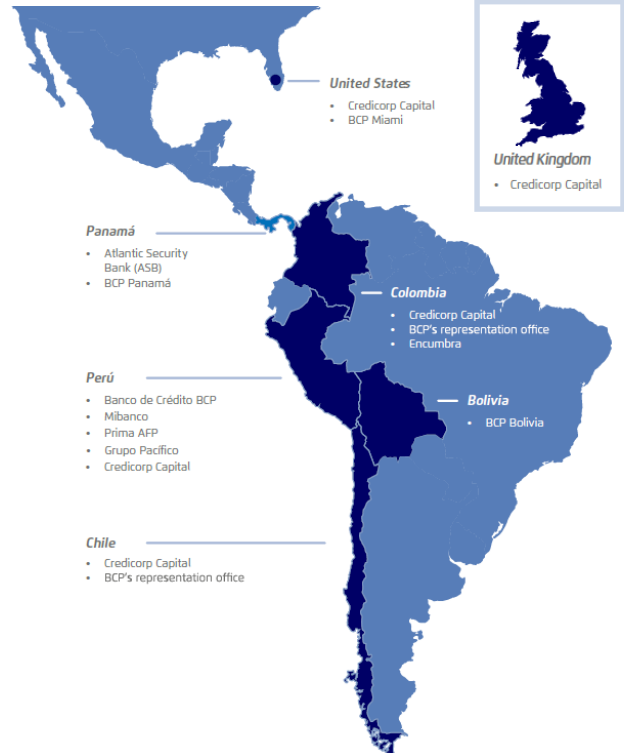 United States
• Credicorp Capital
• BCP Miami
United Kingdom
• Credicorp Capital
Panamá
• Atlantic Security
Bank (ASB)
• BCP Panamá
Colombia
• Credicorp Capital
• BCP's representation office
• Encumbra
Perú
• Banco de Crédito BCP
• Mibanco
• Prima AFP
• Grupo Pacífico
• Credicorp Capital
Bolivia
• BCP Bolivia
Chile
• Credicorp Capital
• BCP's representation office